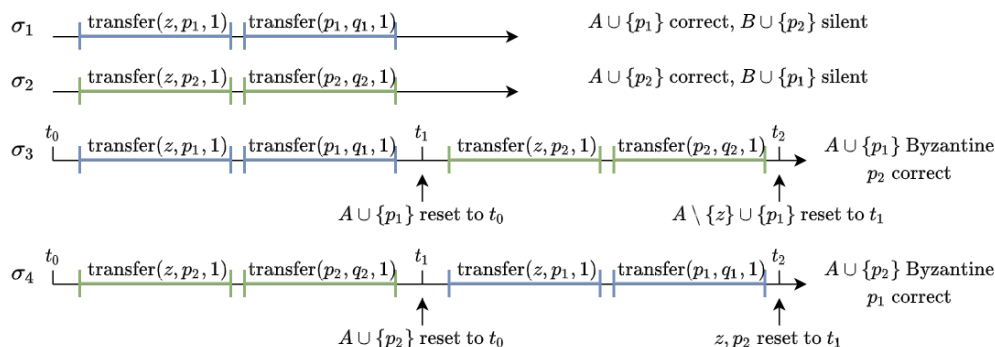 σ₁ transfer(z, p₁, 1) transfer(p₁, q₁, 1) A ∪ {p₁} correct, B ∪ {p₂} silent
σ₂ transfer(z, p₂, 1) transfer(p₂, q₂, 1) A ∪ {p₂} correct, B ∪ {p₁} silent
t₀ t₁ t₂
σ₃ transfer(z, p₁, 1) transfer(p₁, q₁, 1) transfer(z, p₂, 1) transfer(p₂, q₂, 1) A ∪ {p₁} Byzantine
p₂ correct
A ∪ {p₁} reset to t₀ A \ {z} ∪ {p₁} reset to t₁
t₀ t₁ t₂
σ₄ transfer(z, p₂, 1) transfer(p₂, q₂, 1) transfer(z, p₁, 1) transfer(p₁, q₁, 1) A ∪ {p₂} Byzantine
p₁ correct
A ∪ {p₂} reset to t₀ z, p₂ reset to t₁